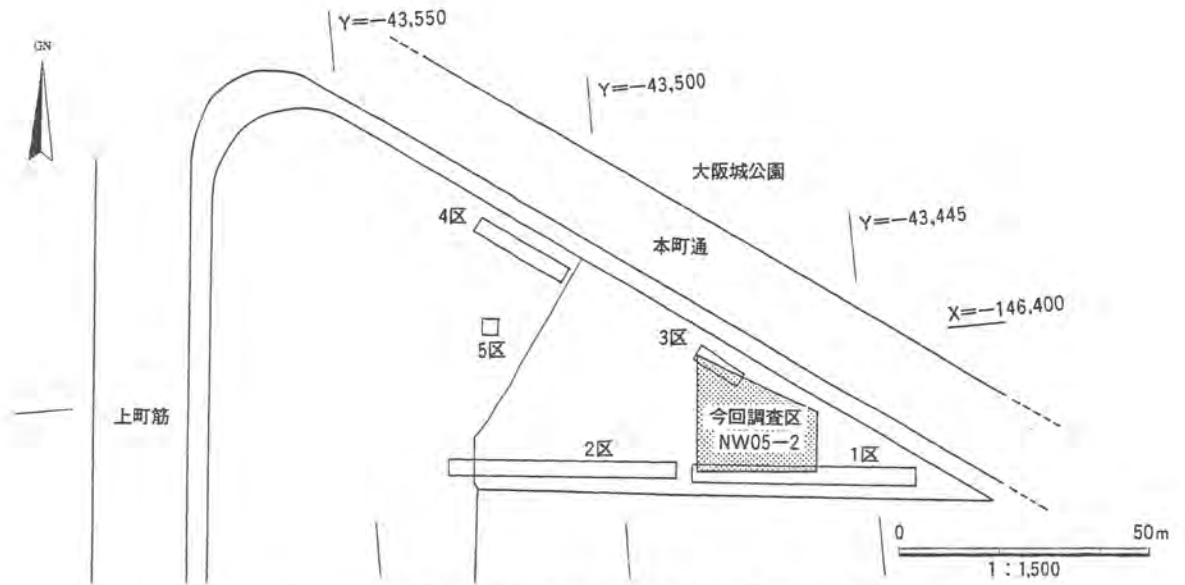 Y=-43,550
GN
Y=-43,500
大阪城公園
4区
本町通
Y=-43,445
X=-146,400
5区
3区
上町筋
今回調査区
NW05-2
2区
1区
0
50m
1:1,500